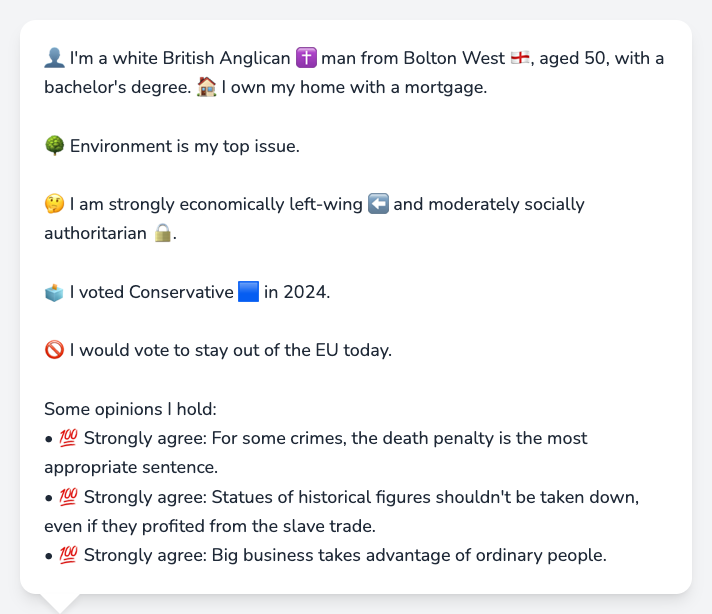 👤 I'm a white British Anglican ✝️ man from Bolton West 🏴󠁧󠁢󠁥󠁮󠁧󠁿, aged 50, with a
bachelor's degree. 🏠 I own my home with a mortgage.
🌳 Environment is my top issue.
🤔 I am strongly economically left-wing ⬅️ and moderately socially
authoritarian 🔒.
🗳️ I voted Conservative 🟦 in 2024.
🚫 I would vote to stay out of the EU today.
Some opinions I hold:
• 💯 Strongly agree: For some crimes, the death penalty is the most
appropriate sentence.
• 💯 Strongly agree: Statues of historical figures shouldn't be taken down,
even if they profited from the slave trade.
• 💯 Strongly agree: Big business takes advantage of ordinary people.